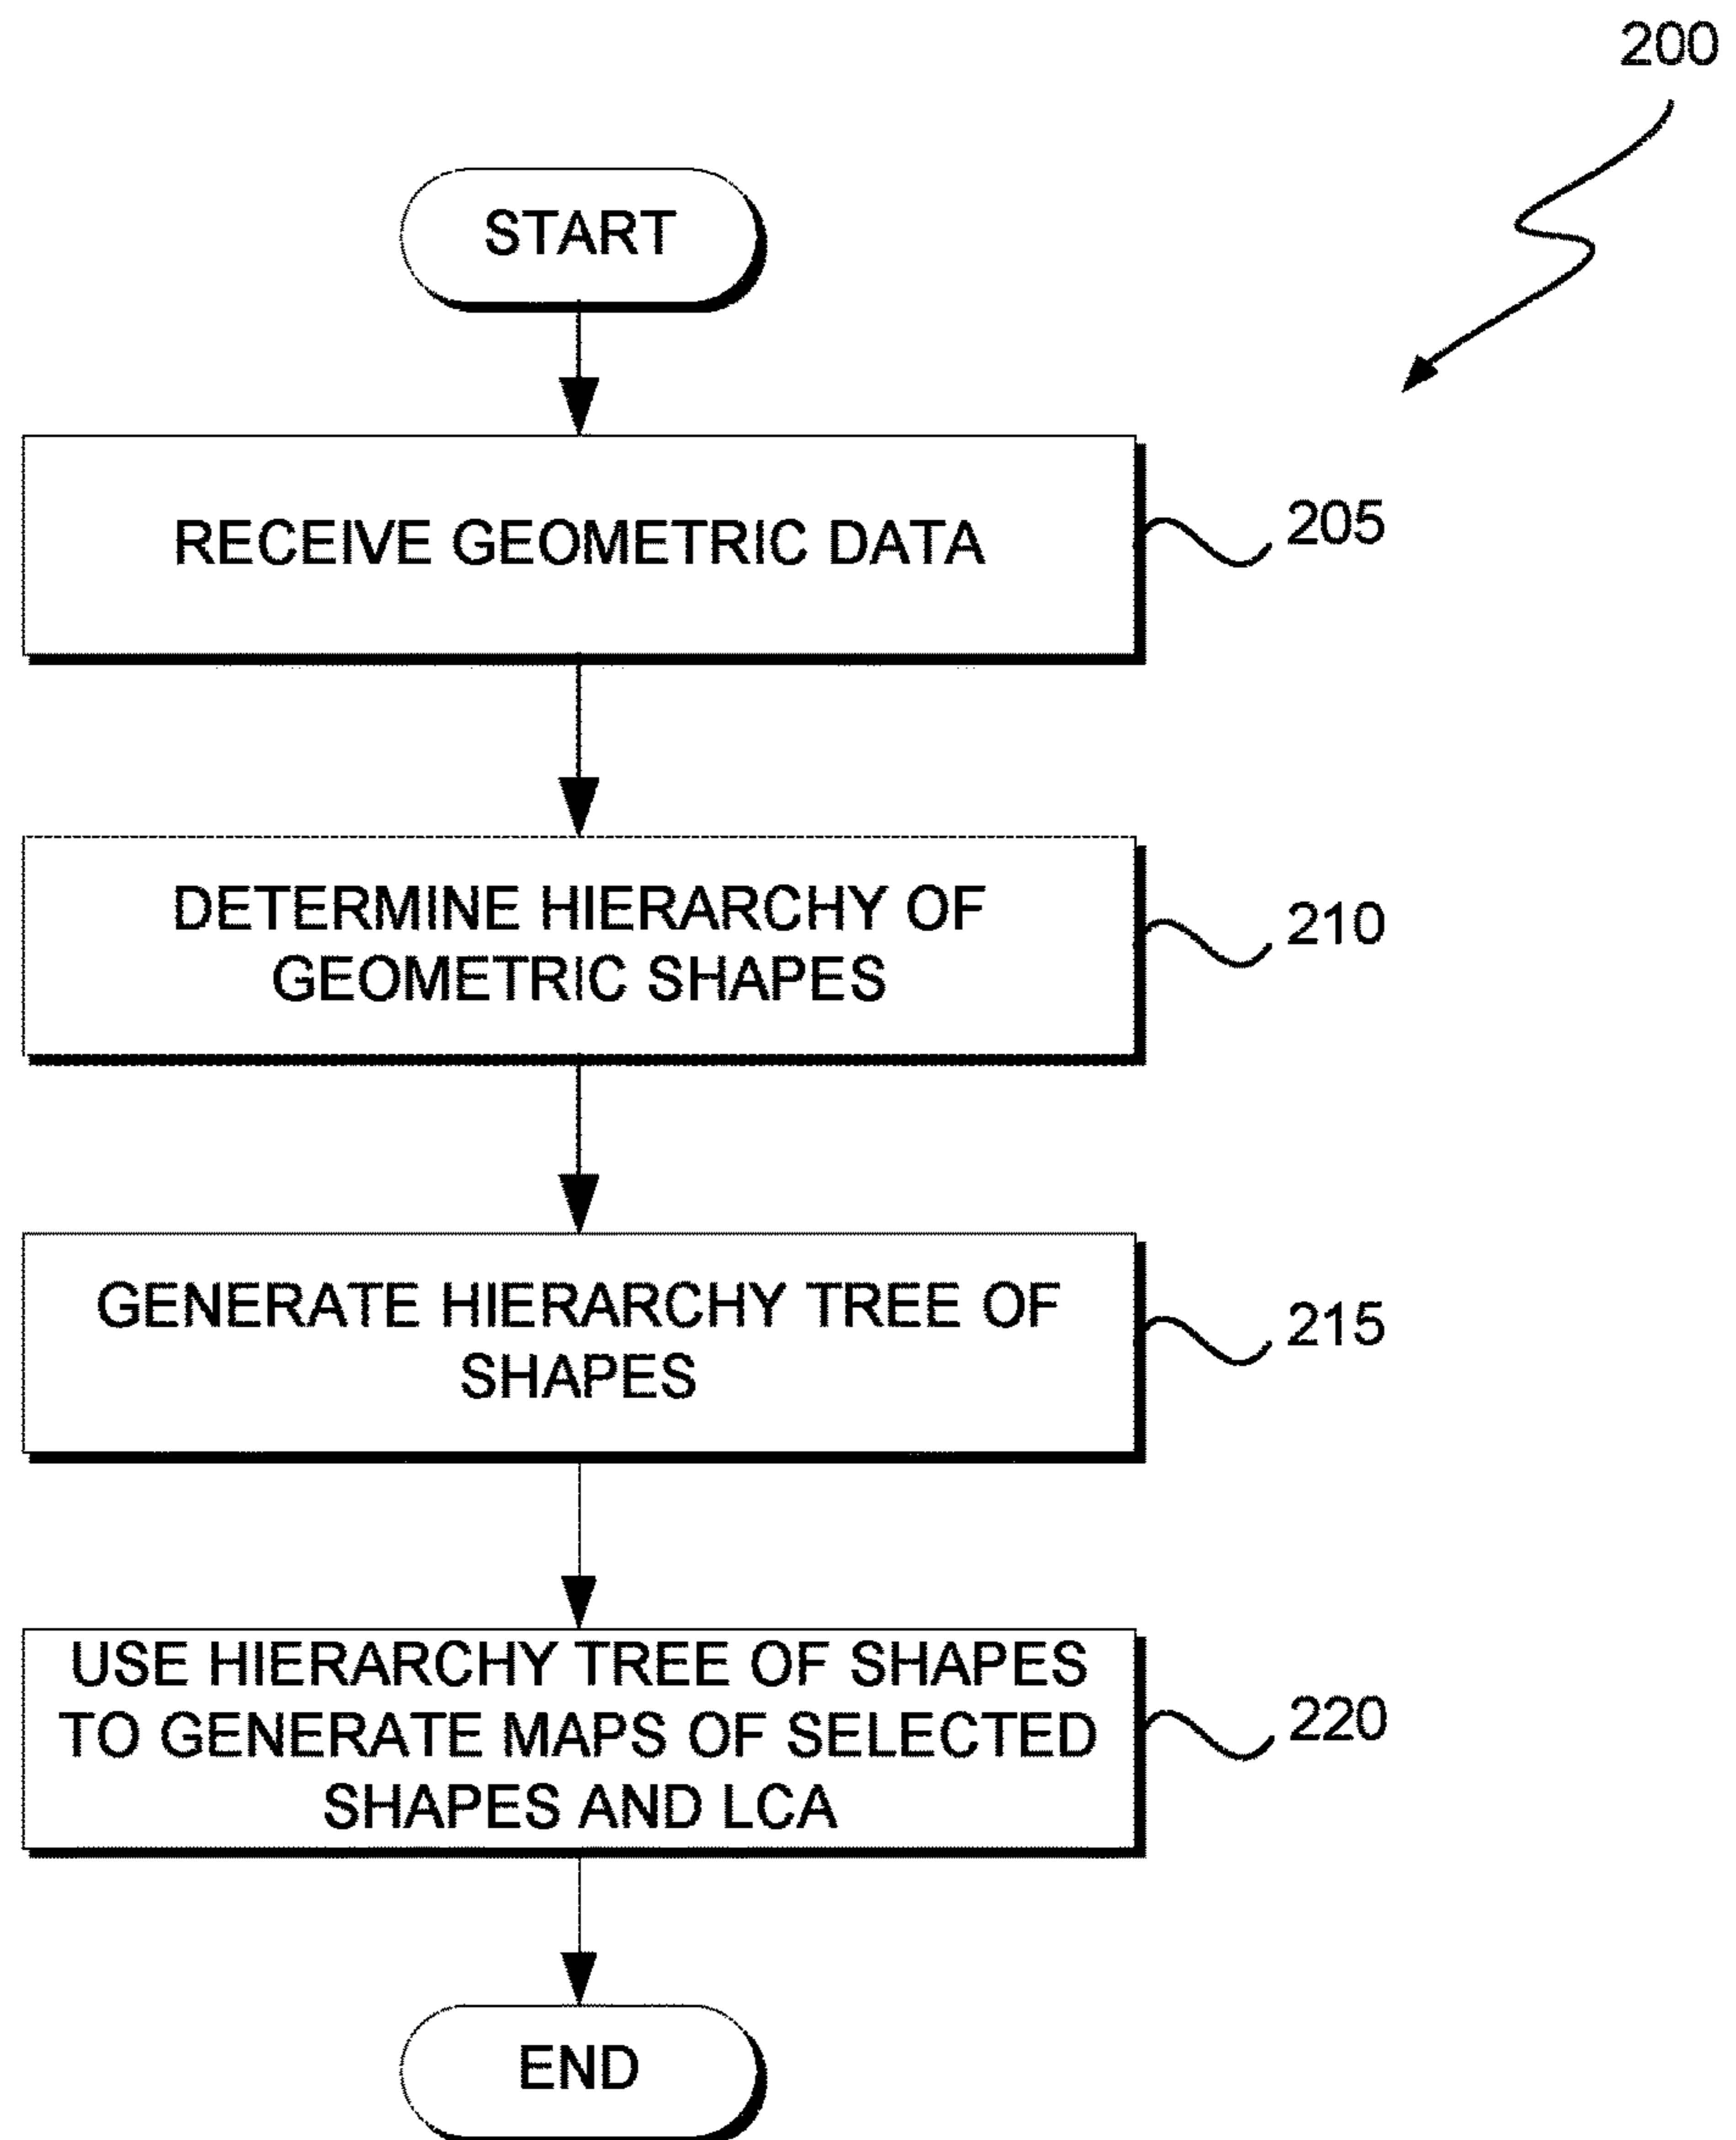 200
START
RECEIVE GEOMETRIC DATA
205
DETERMINE HIERARCHY OF
GEOMETRIC SHAPES
210
GENERATE HIERARCHY TREE OF
SHAPES
215
USE HIERARCHY TREE OF SHAPES
TO GENERATE MAPS OF SELECTED
SHAPES AND LCA
220
END